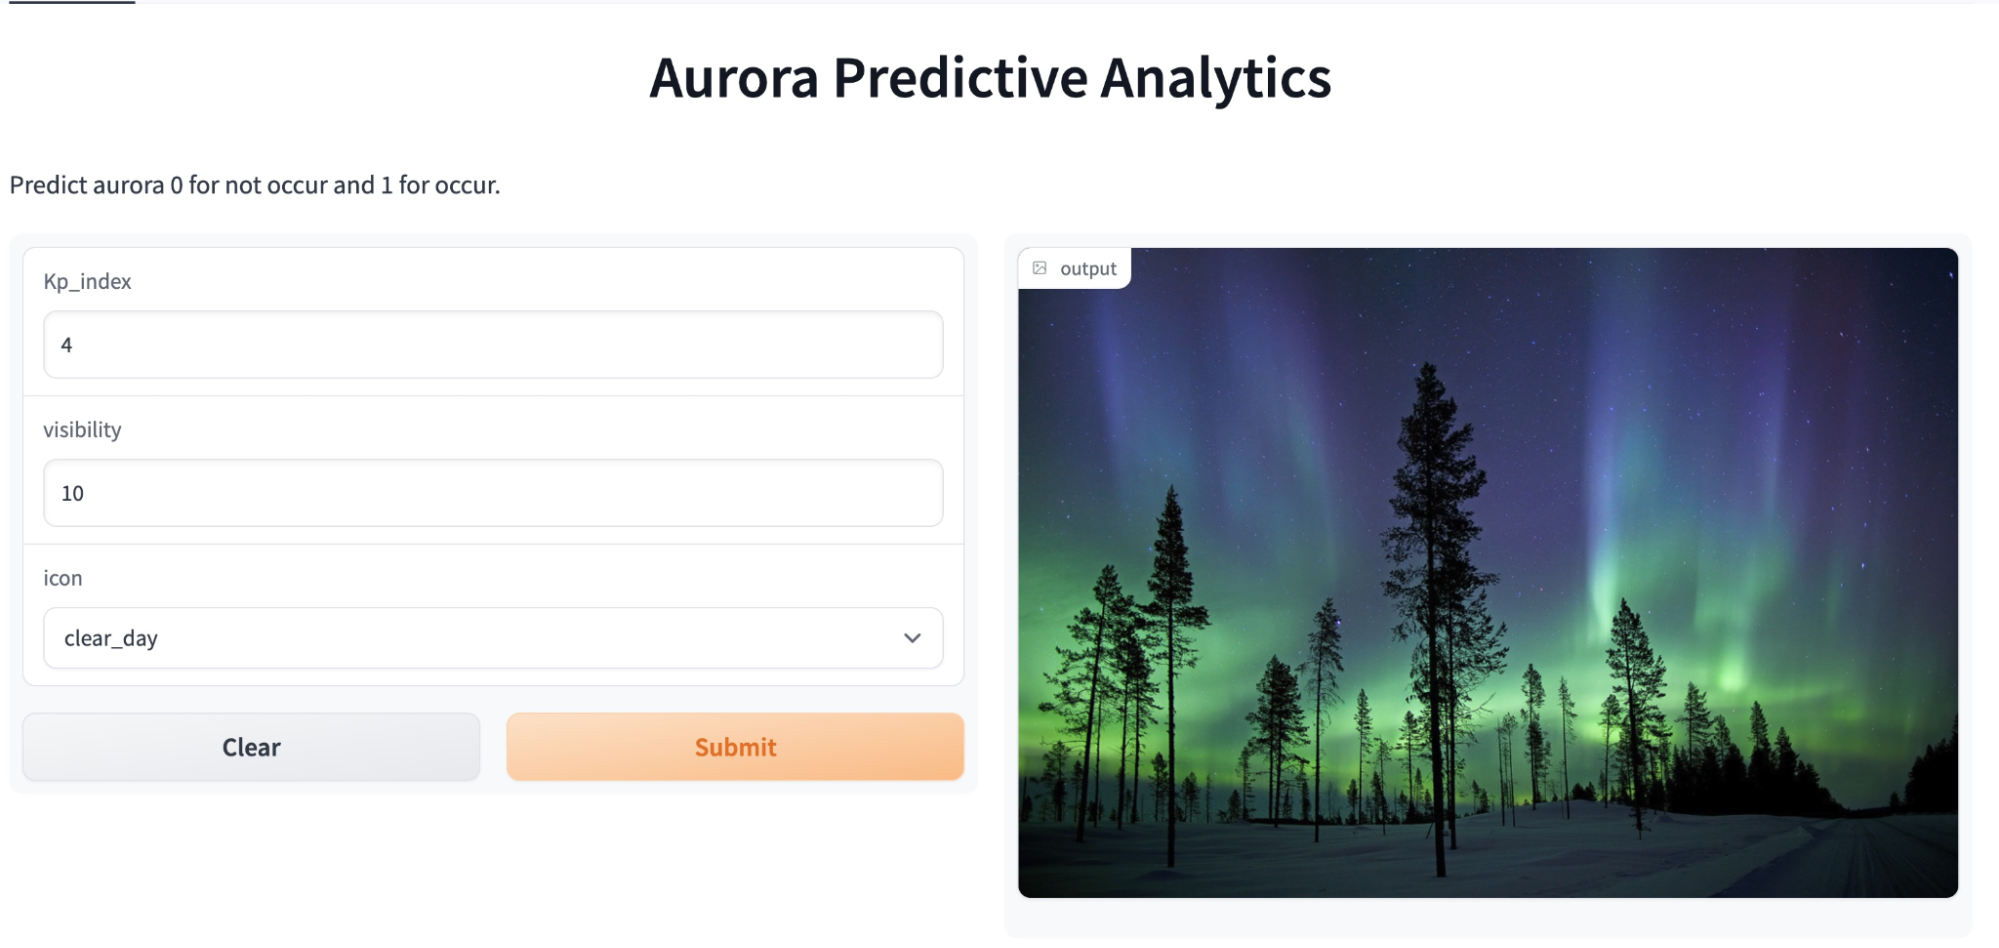 Aurora Predictive Analytics
Predict aurora 0 for not occur and 1 for occur.
Kp_index
4
visibility
10
icon
clear_day
Clear
Submit
output